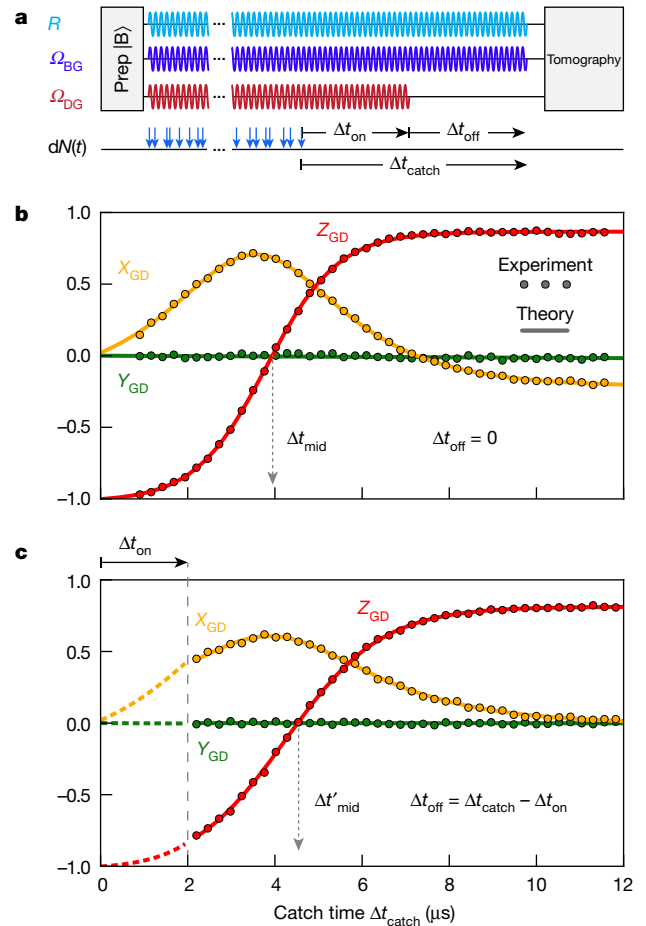 a
R
Ω_BG
Ω_DG
dN(t)
Prep |B⟩
...
...
...
...
Tomography
Δt_on
Δt_off
Δt_catch
b
1.0
0.5
0.0
−0.5
−1.0
X_GD
Z_GD
Y_GD
Experiment
Theory
Δt_mid
Δt_off = 0
c
Δt_on
1.0
0.5
0.0
−0.5
−1.0
X_GD
Z_GD
Y_GD
Δt′_mid
Δt_off = Δt_catch − Δt_on
0 2 4 6 8 10 12
Catch time Δt_catch (μs)